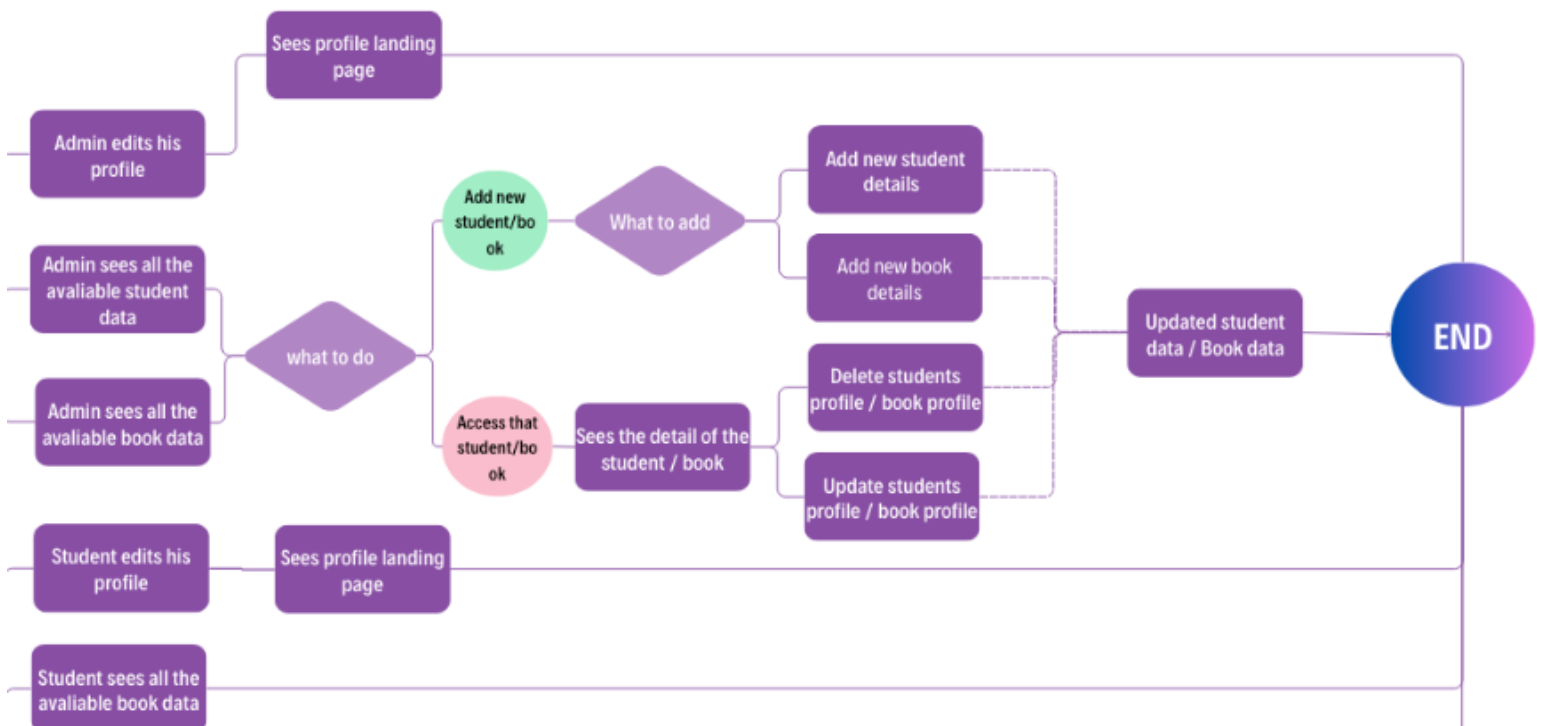 Sees profile landing
page
Admin edits his
profile
Add new
student/bo
ok
What to add
Add new student
details
Add new book
details
Admin sees all the
avaliable student
data
what to do
Admin sees all the
avaliable book data
Access that
student/bo
ok
Sees the detail of the
student / book
Delete students
profile / book profile
Update students
profile / book profile
Updated student
data / Book data
END
Student edits his
profile
Sees profile landing
page
Student sees all the
avaliable book data